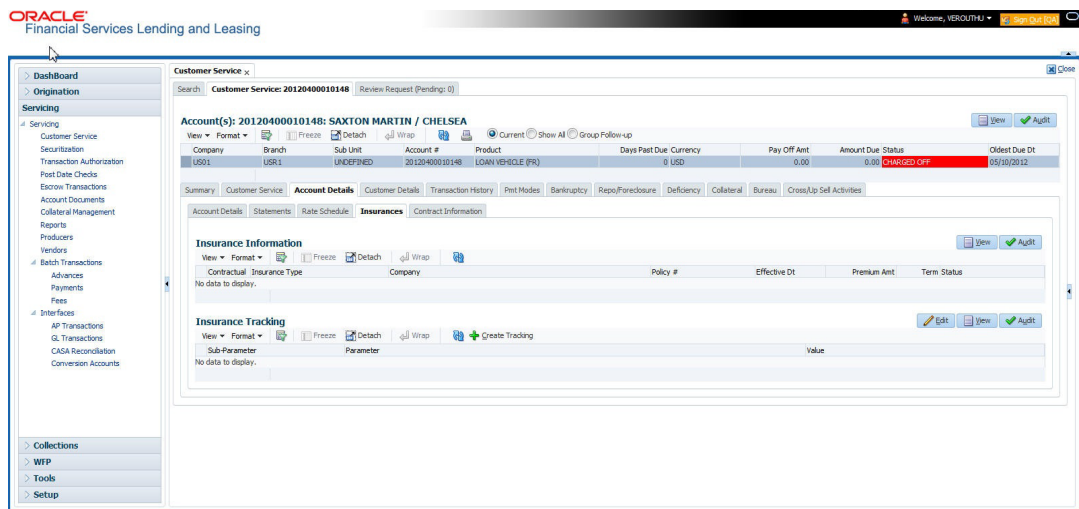 ORACLE
Financial Services Lending and Leasing
Welcome, VEROUTHU
Sign Out [QA]
Close
DashBoard
Origination
Servicing
Servicing
Customer Service
Securitization
Transaction Authorization
Post Date Checks
Escrow Transactions
Account Documents
Collateral Management
Reports
Producers
Vendors
Batch Transactions
Advances
Payments
Fees
Interfaces
AP Transactions
GL Transactions
CASA Reconciliation
Conversion Accounts
Collections
WFP
Tools
Setup
Customer Service x
Search Customer Service: 20120400010148 Review Request (Pending: 0)
Account(s): 20120400010148: SAXTON MARTIN / CHELSEA
View Audit
View Format Freeze Detach Wrap Current Show All Group Follow-up
Company Branch Sub Unit Account # Product Days Past Due Currency Pay Off Amt Amount Due Status Oldest Due Dt
US01 USR1 UNDEFINED 20120400010148 LOAN VEHICLE (FR) 0 USD 0.00 0.00 CHARGED OFF 05/10/2012
Summary Customer Service Account Details Customer Details Transaction History Pmt Modes Bankruptcy Repo/Foreclosure Deficiency Collateral Bureau Cross/Up Sell Activities
Account Details Statements Rate Schedule Insurances Contract Information
Insurance Information
View Audit
View Format Freeze Detach Wrap
Contractual Insurance Type Company Policy # Effective Dt Premium Amt Term Status
No data to display.
Insurance Tracking
Edit View Audit
View Format Freeze Detach Wrap Create Tracking
Sub-Parameter Parameter Value
No data to display.